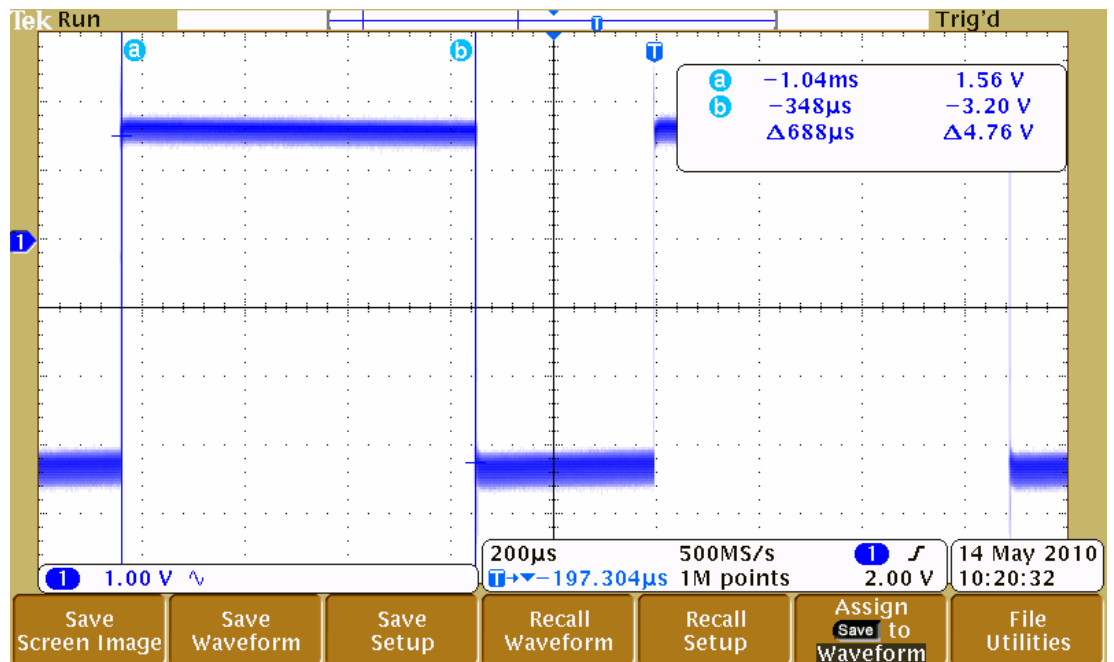 Tek Run Trig'd
T
a b T
a −1.04ms 1.56 V
b −348µs −3.20 V
Δ688µs Δ4.76 V
1
200µs 500MS/s 1 14 May 2010
1 1.00 V T→▼−197.304µs 1M points 2.00 V 10:20:32
Save Screen Image
Save Waveform
Save Setup
Recall Waveform
Recall Setup
Assign Save to Waveform
File Utilities